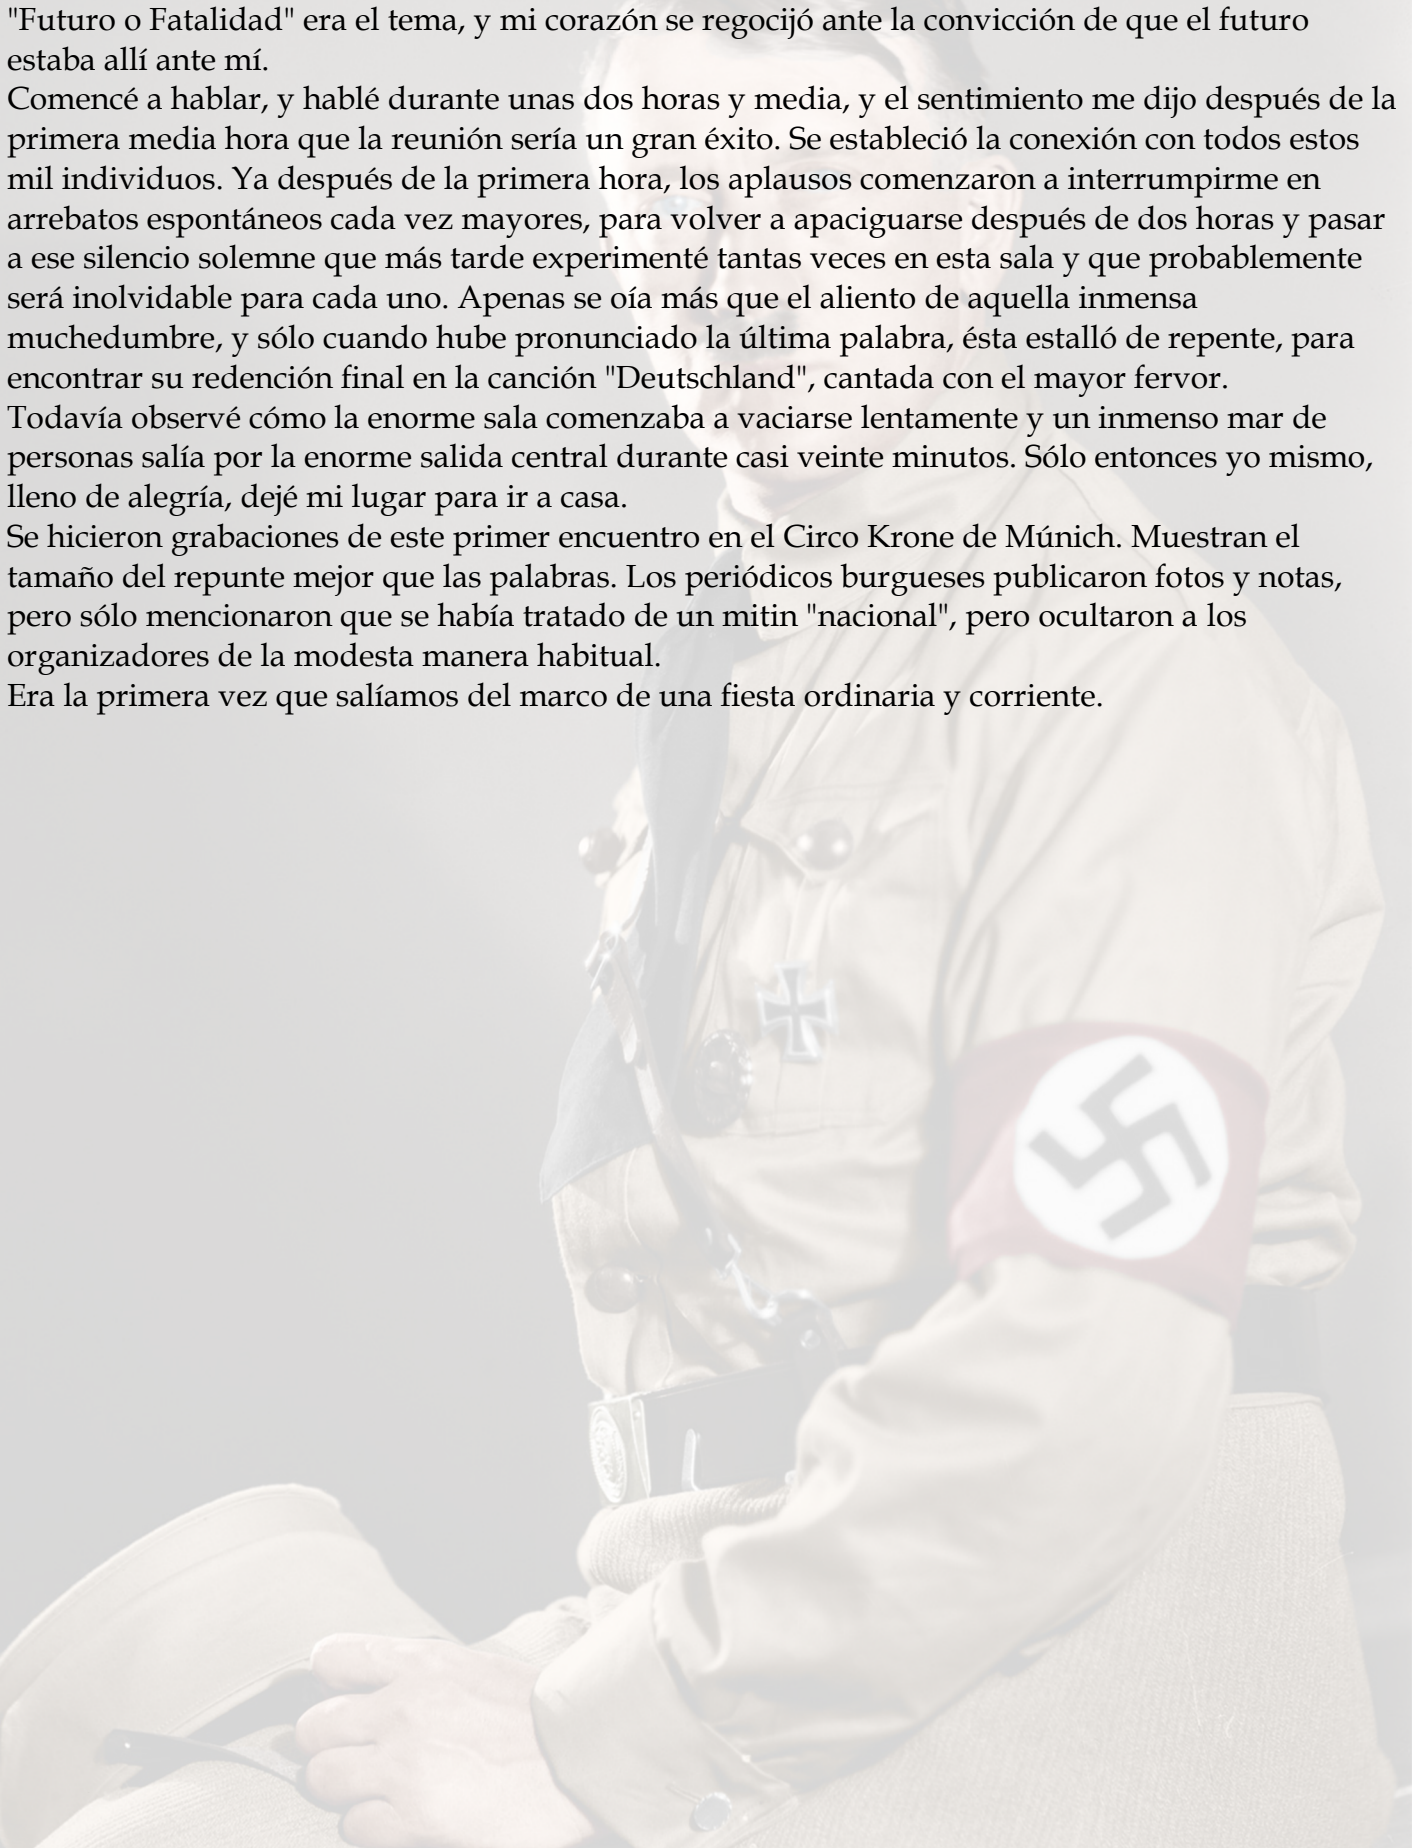 "Futuro o Fatalidad" era el tema, y mi corazón se regocijó ante la convicción de que el futuro
estaba allí ante mí.
Comencé a hablar, y hablé durante unas dos horas y media, y el sentimiento me dijo después de la
primera media hora que la reunión sería un gran éxito. Se estableció la conexión con todos estos
mil individuos. Ya después de la primera hora, los aplausos comenzaron a interrumpirme en
arrebatos espontáneos cada vez mayores, para volver a apaciguarse después de dos horas y pasar
a ese silencio solemne que más tarde experimenté tantas veces en esta sala y que probablemente
será inolvidable para cada uno. Apenas se oía más que el aliento de aquella inmensa
muchedumbre, y sólo cuando hube pronunciado la última palabra, ésta estalló de repente, para
encontrar su redención final en la canción "Deutschland", cantada con el mayor fervor.
Todavía observé cómo la enorme sala comenzaba a vaciarse lentamente y un inmenso mar de
personas salía por la enorme salida central durante casi veinte minutos. Sólo entonces yo mismo,
lleno de alegría, dejé mi lugar para ir a casa.
Se hicieron grabaciones de este primer encuentro en el Circo Krone de Múnich. Muestran el
tamaño del repunte mejor que las palabras. Los periódicos burgueses publicaron fotos y notas,
pero sólo mencionaron que se había tratado de un mitin "nacional", pero ocultaron a los
organizadores de la modesta manera habitual.
Era la primera vez que salíamos del marco de una fiesta ordinaria y corriente.